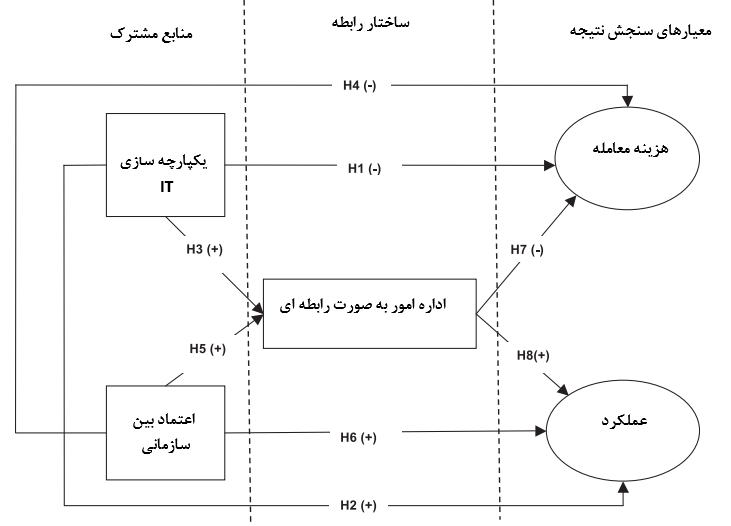 معیارهای سنجش نتیجه
ساختار رابطه
منابع مشترک
H4 (-)
یکپارچه سازی
IT
H1 (-)
هزینه معامله
H3 (+)
H7 (-)
اداره امور به صورت رابطه ای
H5 (+)
H8(+)
اعتماد بین
سازمانی
H6 (+)
عملکرد
H2 (+)